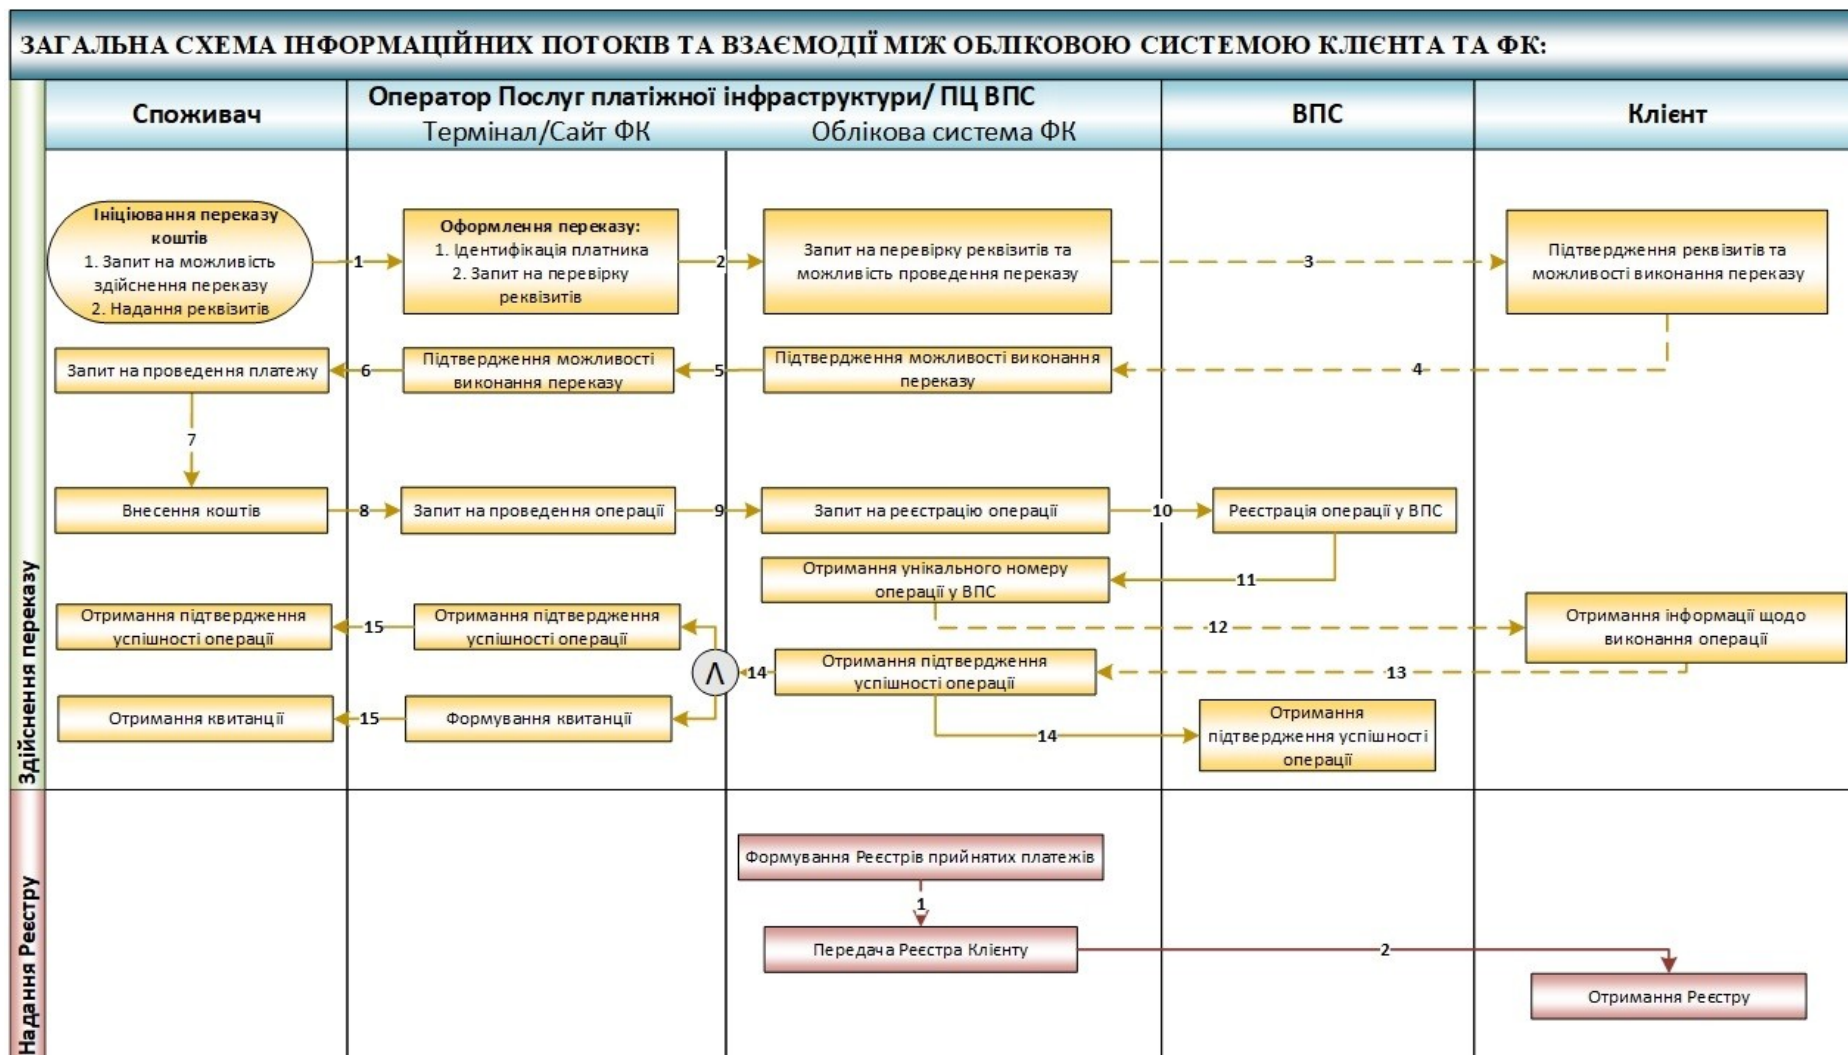 ЗАГАЛЬНА СХЕМА ІНФОРМАЦІЙНИХ ПОТОКІВ ТА ВЗАЄМОДІЇ МІЖ ОБЛІКОВОЮ СИСТЕМОЮ КЛІЄНТА ТА ФК:
Споживач
Оператор Послуг платіжної інфраструктури/ ПЦ ВПС
Термінал/Сайт ФК
Облікова система ФК
ВПС
Клієнт
Здійснення переказу
Ініціювання переказу
коштів
1. Запит на можливість
здійснення переказу
2. Надання реквізитів
1
Оформлення переказу:
1. Ідентифікація платника
2. Запит на перевірку
реквізитів
2
Запит на перевірку реквізитів та
можливість проведення переказу
3
Підтвердження реквізитів та
можливості виконання переказу
Запит на проведення платежу
6
Підтвердження можливості
виконання переказу
5
Підтвердження можливості виконання
переказу
4
7
Внесення коштів
8
Запит на проведення операції
9
Запит на реєстрацію операції
10
Реєстрація операції у ВПС
Отримання унікального номеру
операції у ВПС
11
Отримання підтвердження
успішності операції
15
Отримання підтвердження
успішності операції
12
Отримання інформації щодо
виконання операції
Λ
14
Отримання підтвердження
успішності операції
13
Отримання квитанції
15
Формування квитанції
14
Отримання
підтвердження успішності
операції
Надання Реєстру
Формування Реєстрів прийнятих платежів
1
Передача Реєстра Клієнту
2
Отримання Реєстру